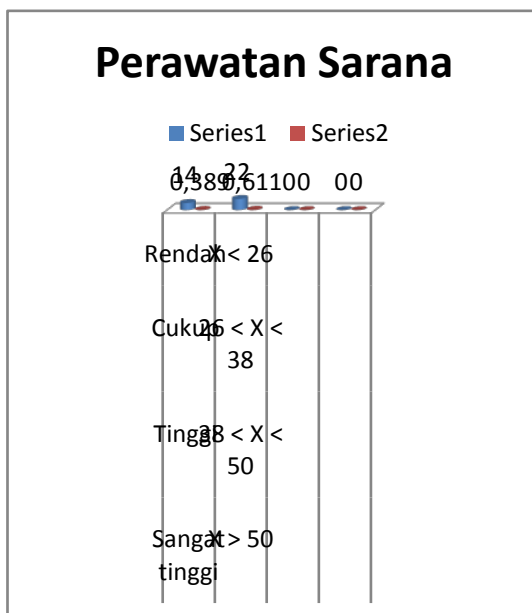 Perawatan Sarana
Series1 Series2
14 22
0,389 0,611 0 0 0 0
Rendah X < 26
Cukup 26 < X <
38
Tinggi 38 < X <
50
Sangat X > 50
tinggi